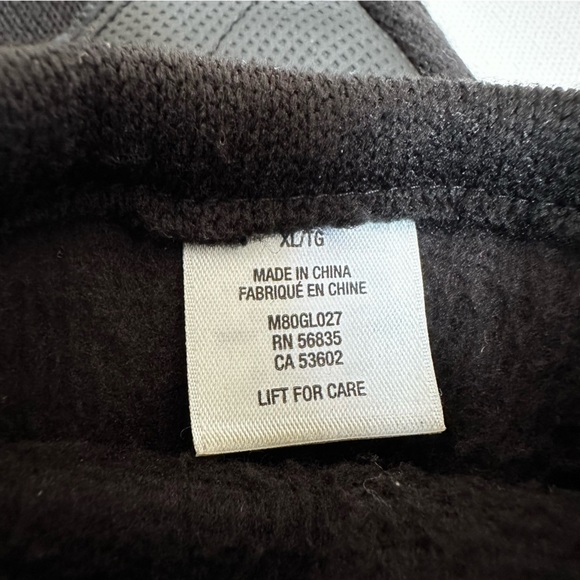 XL/TG
MADE IN CHINA
FABRIQUÉ EN CHINE
M80GL027
RN 56835
CA 53602
LIFT FOR CARE